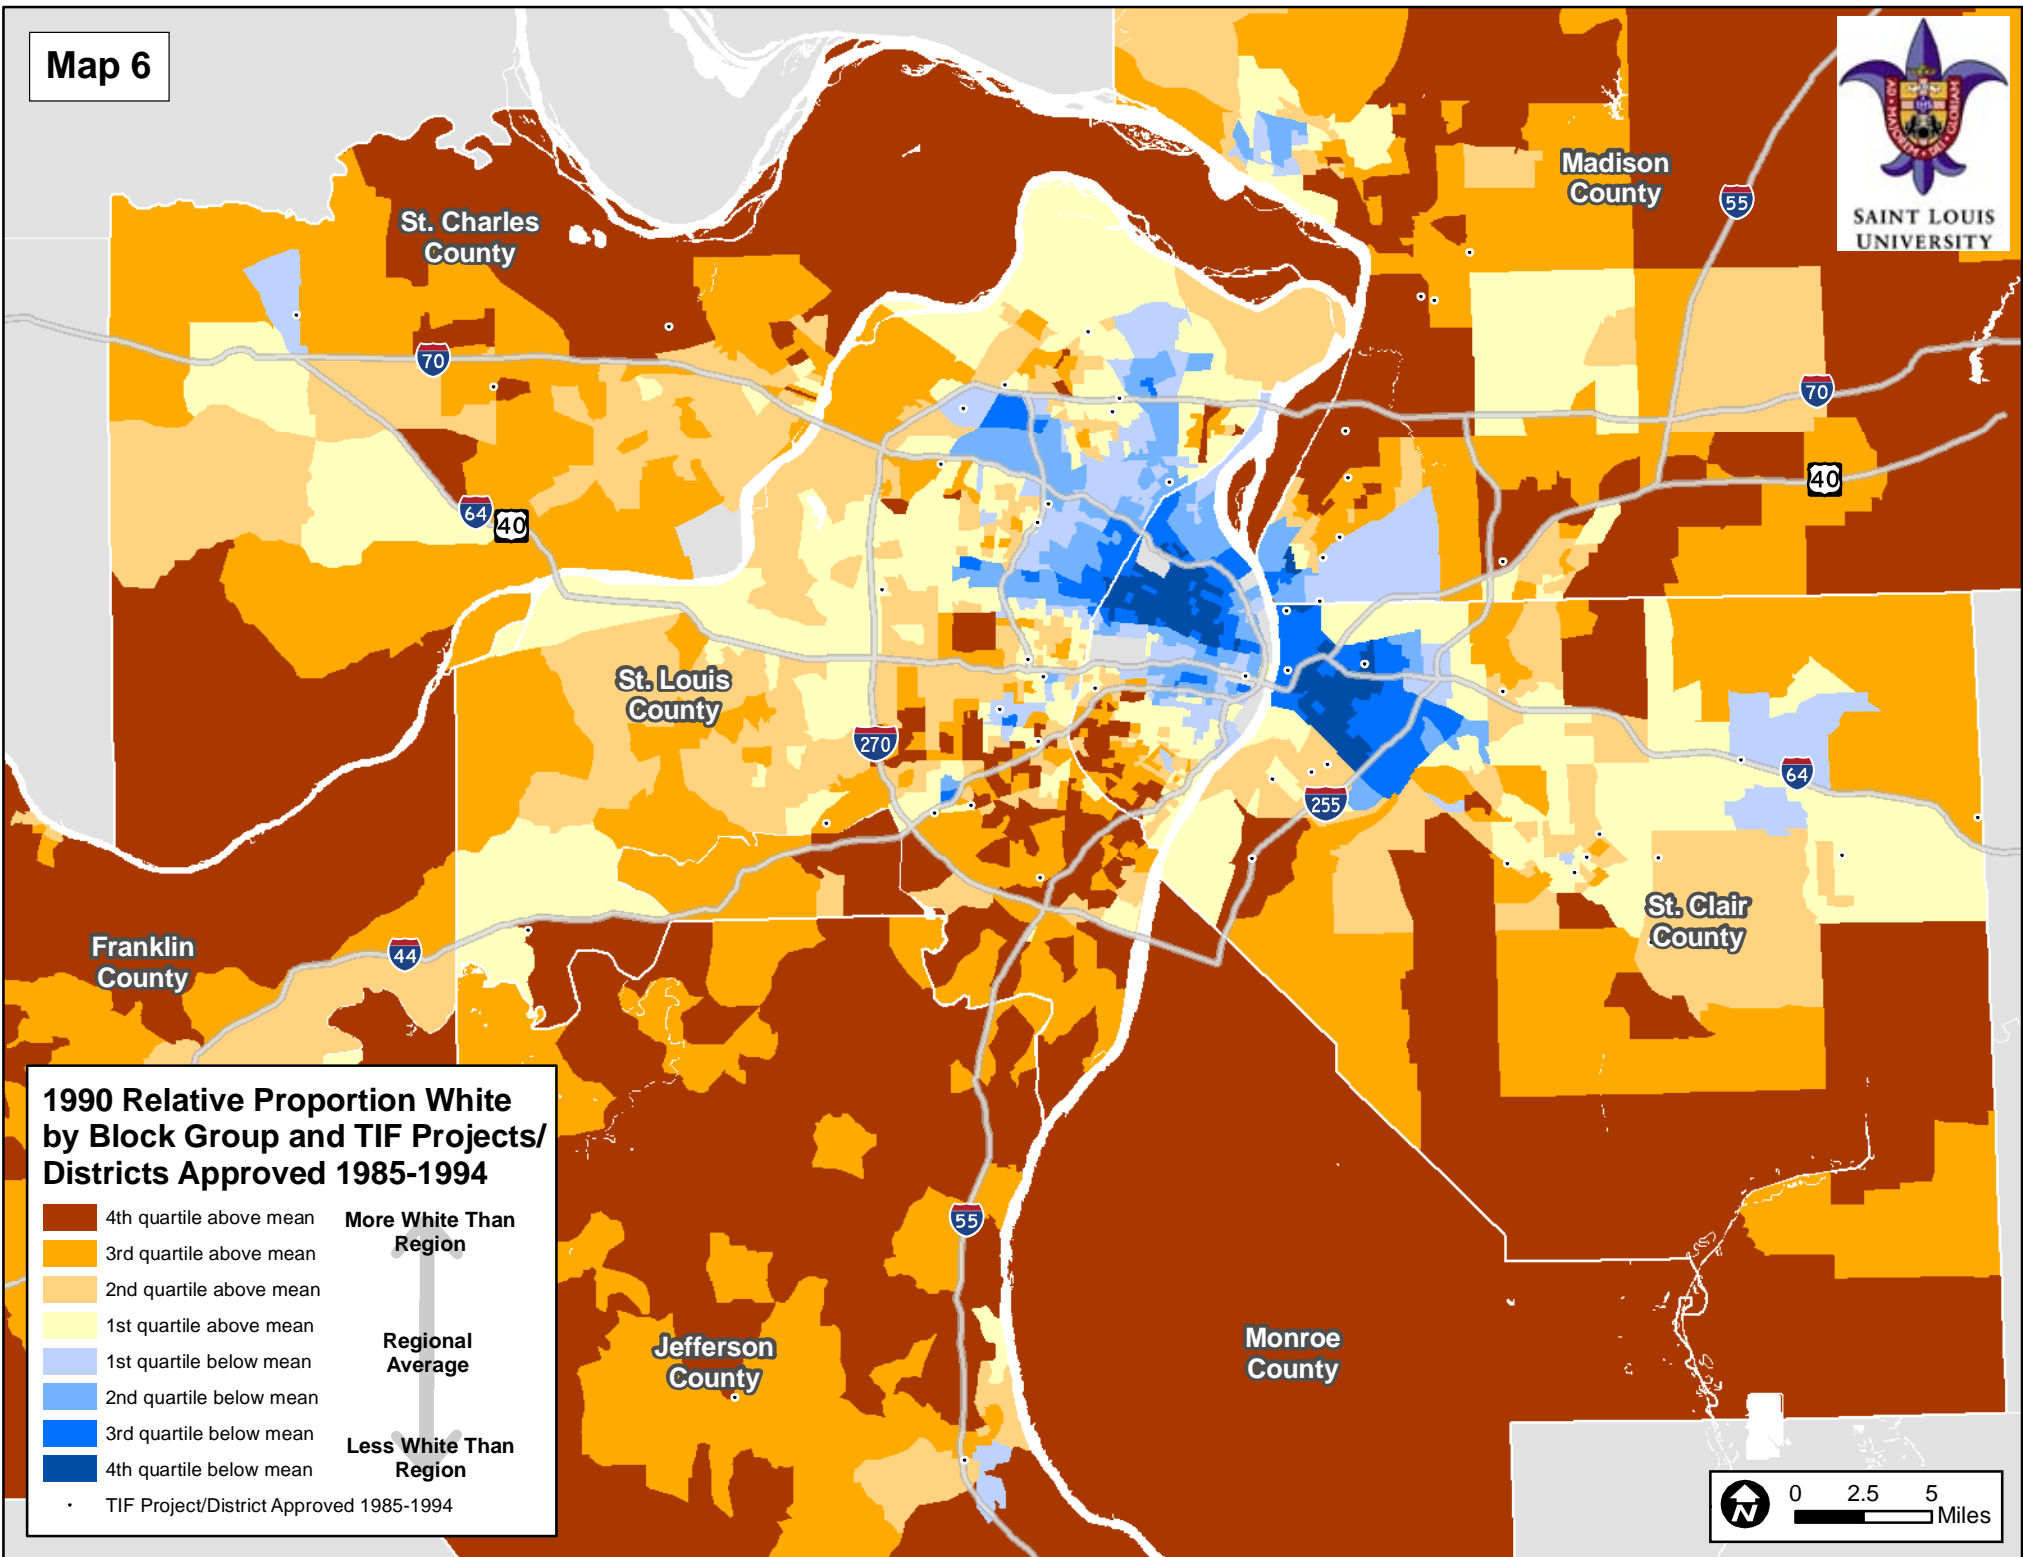 Map 6
SAINT LOUIS
UNIVERSITY
Madison
County
55
St. Charles
County
70
70
40
64
40
St. Louis
County
270
64
255
St. Clair
County
Franklin
County
44
55
Jefferson
County
Monroe
County
1990 Relative Proportion White
by Block Group and TIF Projects/
Districts Approved 1985-1994
4th quartile above mean
3rd quartile above mean
2nd quartile above mean
1st quartile above mean
1st quartile below mean
2nd quartile below mean
3rd quartile below mean
4th quartile below mean
TIF Project/District Approved 1985-1994
More White Than
Region
Regional
Average
Less White Than
Region
N
0 2.5 5
Miles